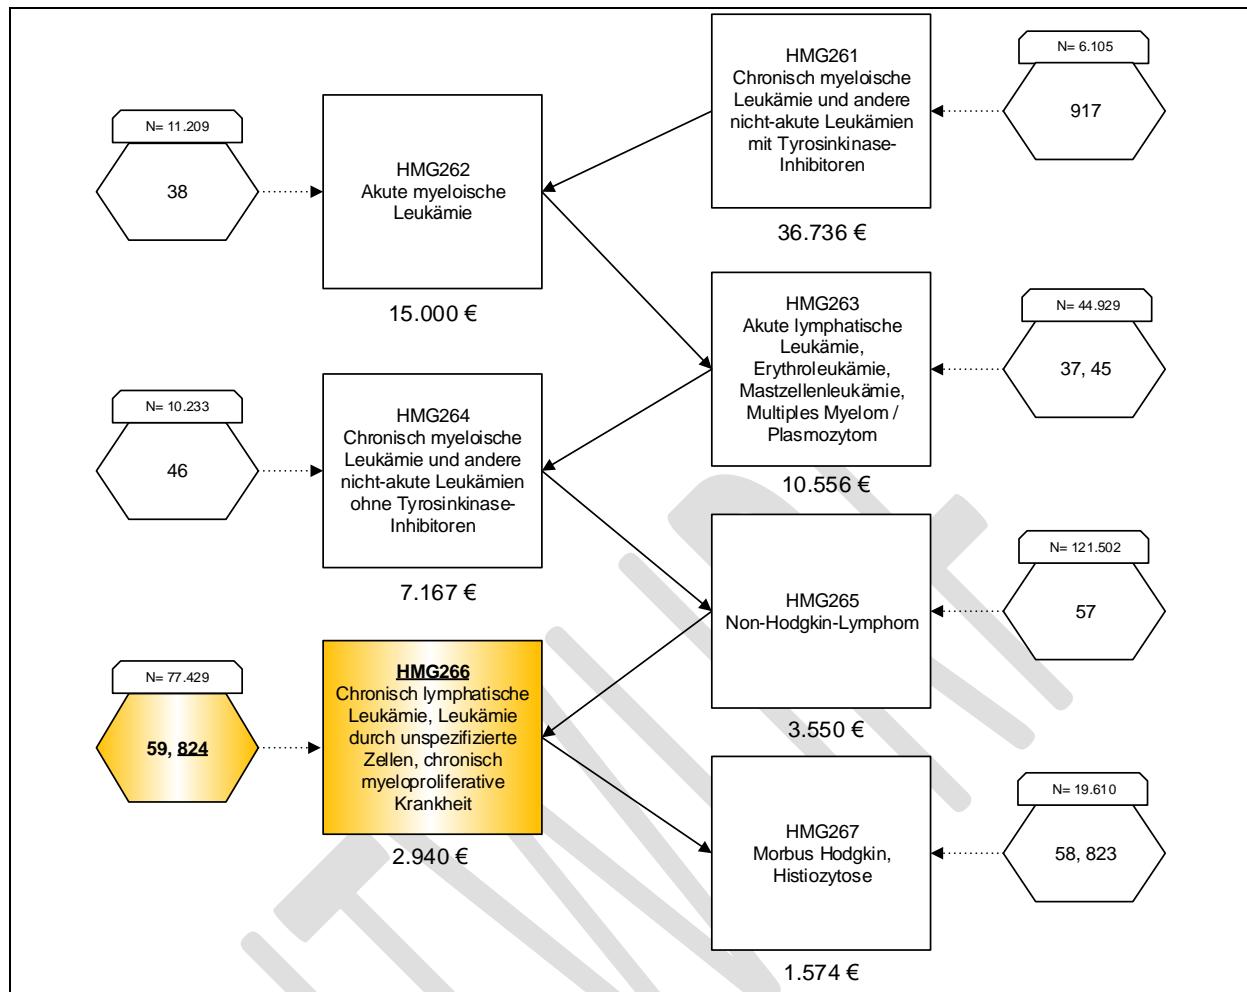 N= 6.105
917
HMG261
Chronisch myeloische
Leukämie und andere
nicht-akute Leukämien
mit Tyrosinkinase-
Inhibitoren
36.736 €
N= 11.209
38
HMG262
Akute myeloische
Leukämie
15.000 €
HMG263
Akute lymphatische
Leukämie,
Erythroleukämie,
Mastzellenleukämie,
Multiples Myelom /
Plasmozytom
10.556 €
N= 44.929
37, 45
N= 10.233
46
HMG264
Chronisch myeloische
Leukämie und andere
nicht-akute Leukämien
ohne Tyrosinkinase-
Inhibitoren
7.167 €
HMG265
Non-Hodgkin-Lymphom
3.550 €
N= 121.502
57
N= 77.429
59, 824
HMG266
Chronisch lymphatische
Leukämie, Leukämie
durch unspezifizierte
Zellen, chronisch
myeloproliferative
Krankheit
2.940 €
HMG267
Morbus Hodgkin,
Histiozytose
1.574 €
N= 19.610
58, 823